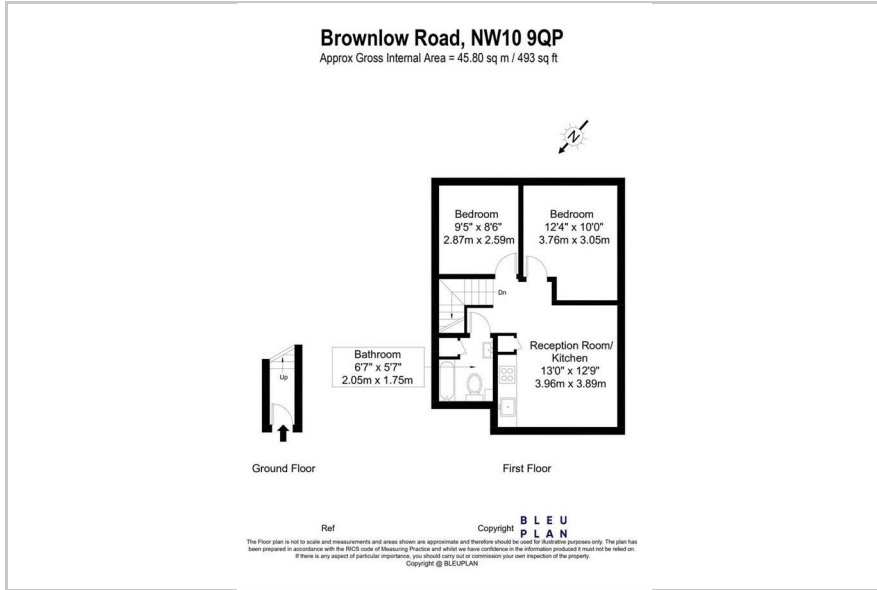 Brownlow Road, NW10 9QP
Approx Gross Internal Area = 45.80 sq m / 493 sq ft
N
Bedroom
9'5" x 8'6"
2.87m x 2.59m
Bedroom
12'4" x 10'0"
3.76m x 3.05m
Dn
Reception Room/
Kitchen
13'0" x 12'9"
3.96m x 3.89m
Bathroom
6'7" x 5'7"
2.05m x 1.75m
Up
Ground Floor
First Floor
Ref
Copyright
BLEU
PLAN
The Floor plan is not to scale and measurements and areas shown are approximate and therefore should be used for illustrative purposes only. The plan has
been prepared in accordance with the RICS code of Measuring Practice and whilst we have confidence in the information produced it must not be relied on.
If there is any aspect of particular importance, you should carry out or commission your own inspection of the property.
Copyright @ BLEUPLAN